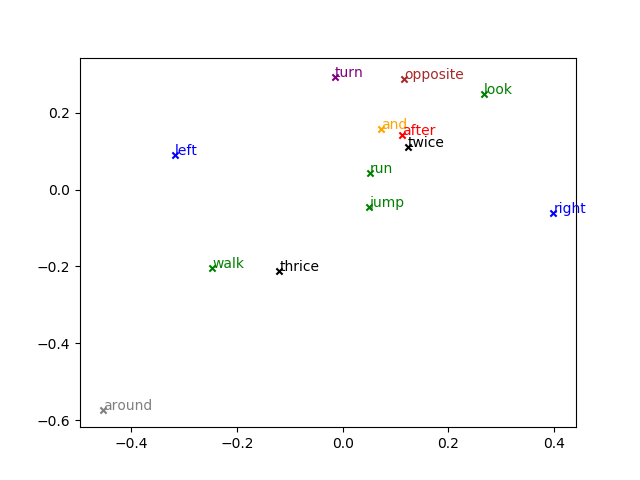 turn
opposite
look
0.2
and
after
twice
left
run
0.0
jump
right
−0.2
walk
thrice
−0.4
around
−0.6
−0.4 −0.2 0.0 0.2 0.4